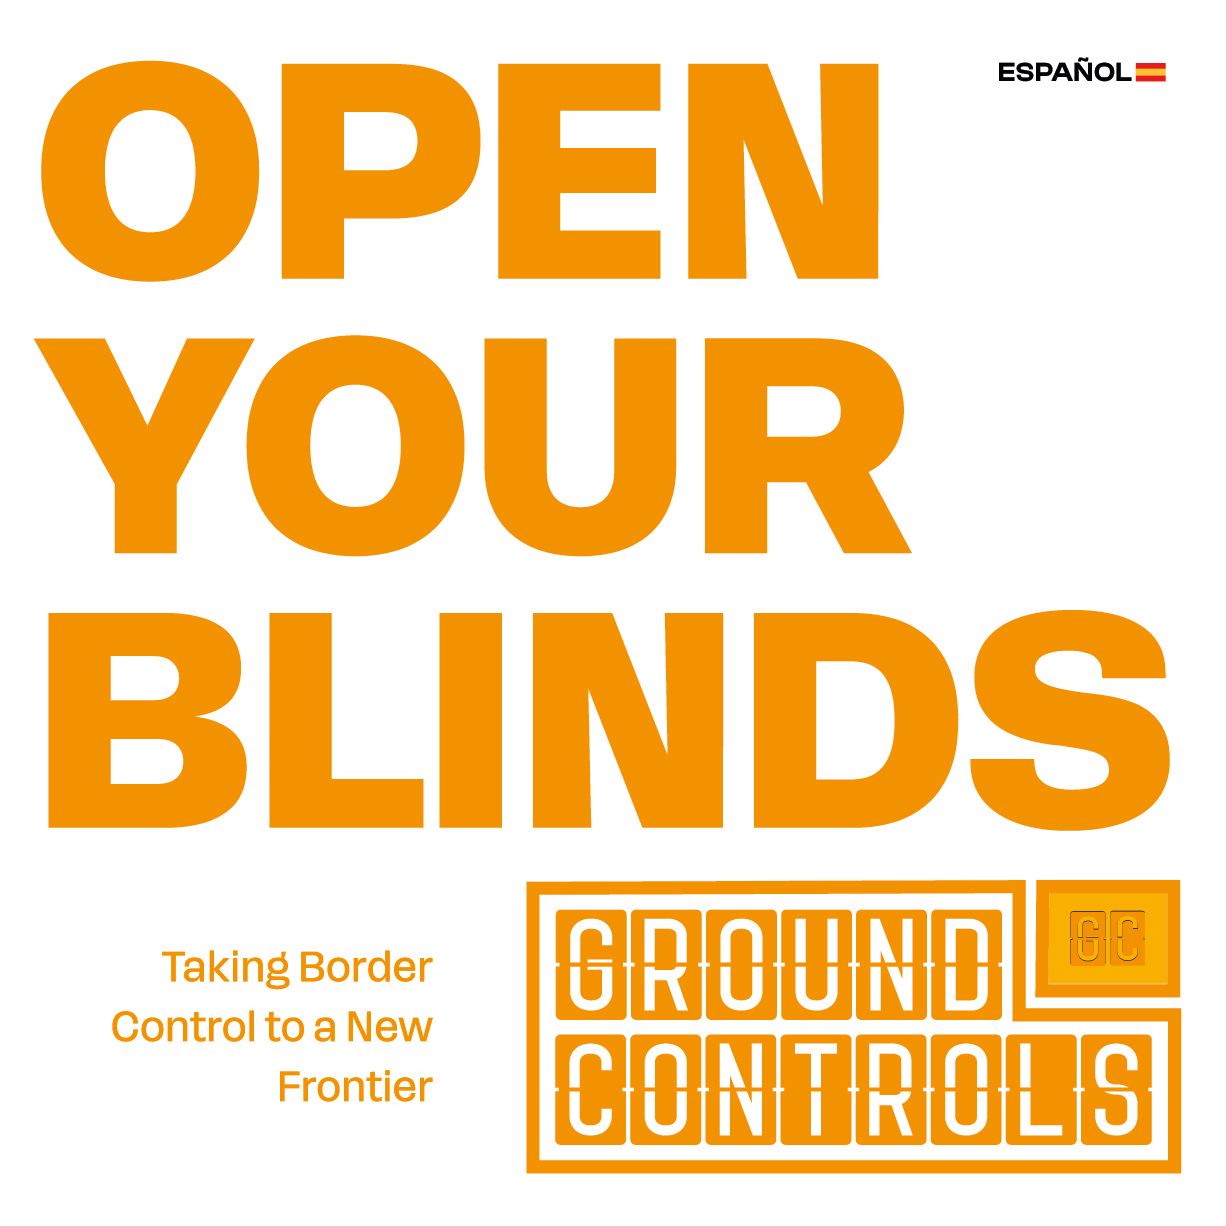 OPEN
ESPAÑOL
YOUR
BLINDS
Taking Border
Control to a New
Frontier
GROUND
GC
CONTROLS